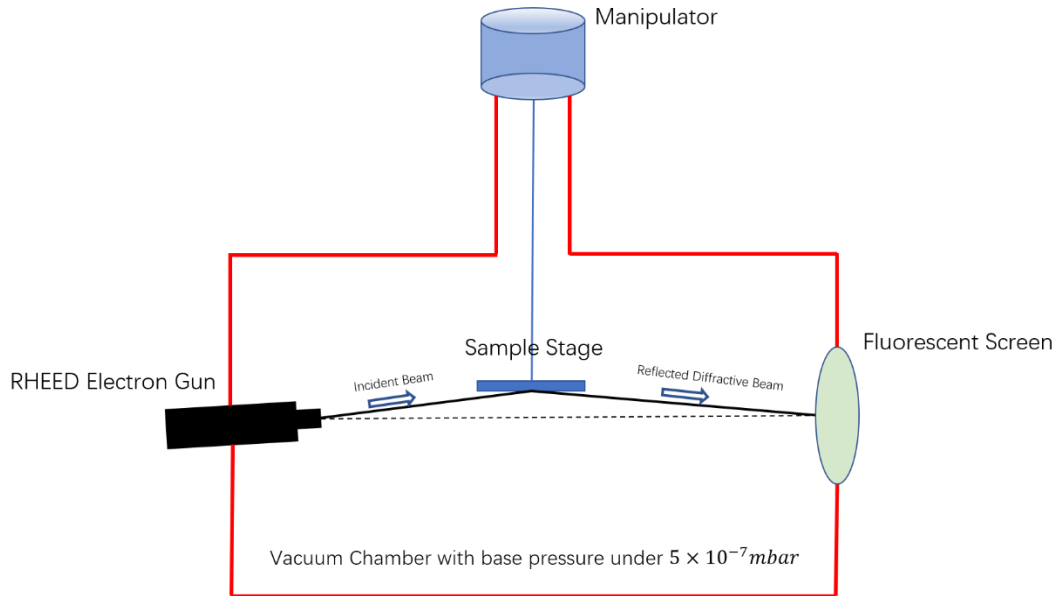 Manipulator
Sample Stage
Fluorescent Screen
RHEED Electron Gun
Incident Beam
Reflected Diffractive Beam
Vacuum Chamber with base pressure under 5 × 10⁻⁷mbar